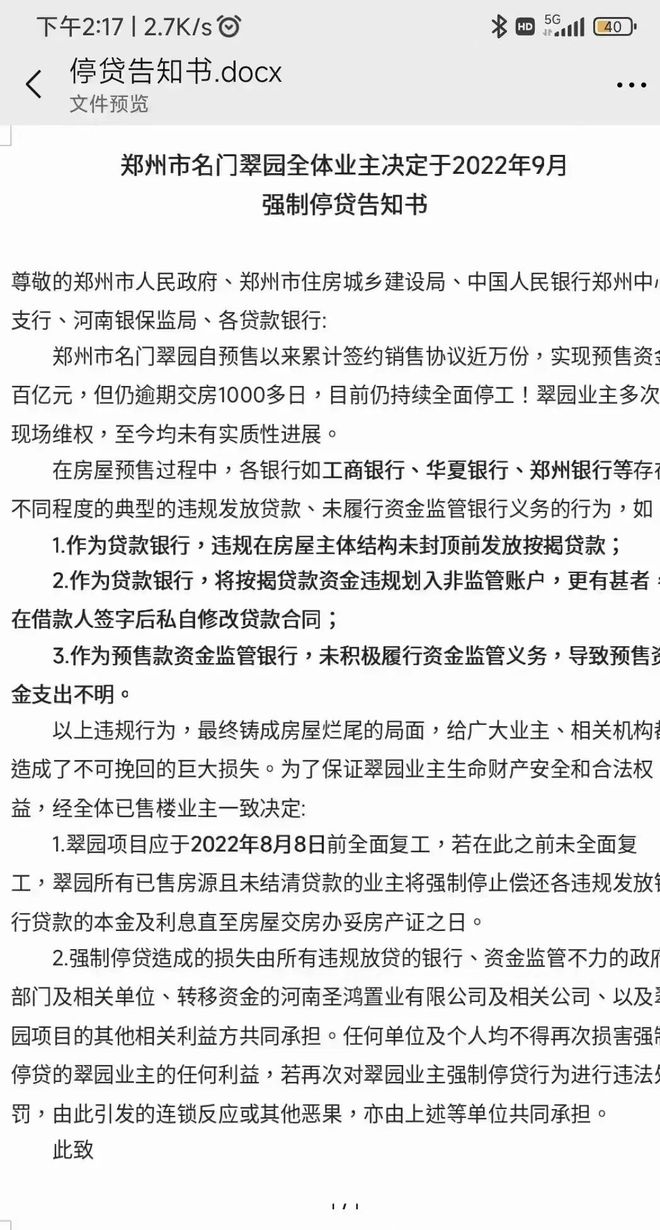 下午2:17 | 2.7K/s
HD 5G 40
停贷告知书.docx
文件预览
郑州市名门翠园全体业主决定于2022年9月
强制停贷告知书
尊敬的郑州市人民政府、郑州市住房城乡建设局、中国人民银行郑州中心
支行、河南银保监局、各贷款银行:
郑州市名门翠园自预售以来累计签约销售协议近万份，实现预售资金
百亿元，但仍逾期交房1000多日，目前仍持续全面停工！翠园业主多次
现场维权，至今均未有实质性进展。
在房屋预售过程中，各银行如工商银行、华夏银行、郑州银行等存在
不同程度的典型的违规发放贷款、未履行资金监管银行义务的行为，如
1.作为贷款银行，违规在房屋主体结构未封顶前发放按揭贷款；
2.作为贷款银行，将按揭贷款资金违规划入非监管账户，更有甚者，
在借款人签字后私自修改贷款合同；
3.作为预售款资金监管银行，未积极履行资金监管义务，导致预售资
金支出不明。
以上违规行为，最终铸成房屋烂尾的局面，给广大业主、相关机构都
造成了不可挽回的巨大损失。为了保证翠园业主生命财产安全和合法权
益，经全体已售楼业主一致决定:
1.翠园项目应于2022年8月8日前全面复工，若在此之前未全面复
工，翠园所有已售房源且未结清贷款的业主将强制停止偿还各违规发放银
行贷款的本金及利息直至房屋交房办妥房产证之日。
2.强制停贷造成的损失由所有违规放贷的银行、资金监管不力的政府
部门及相关单位、转移资金的河南圣鸿置业有限公司及相关公司、以及翠
园项目的其他相关利益方共同承担。任何单位及个人均不得再次损害强制
停贷的翠园业主的任何利益，若再次对翠园业主强制停贷行为进行违法处
罚，由此引发的连锁反应或其他恶果，亦由上述等单位共同承担。
此致